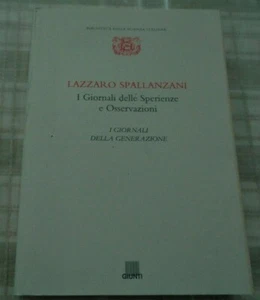 LAZZARO SPALLANZANI
I Giornali delle Sperienze
e Osservazioni
I GIORNALI
DELLA GENERAZIONE
GIUNTI